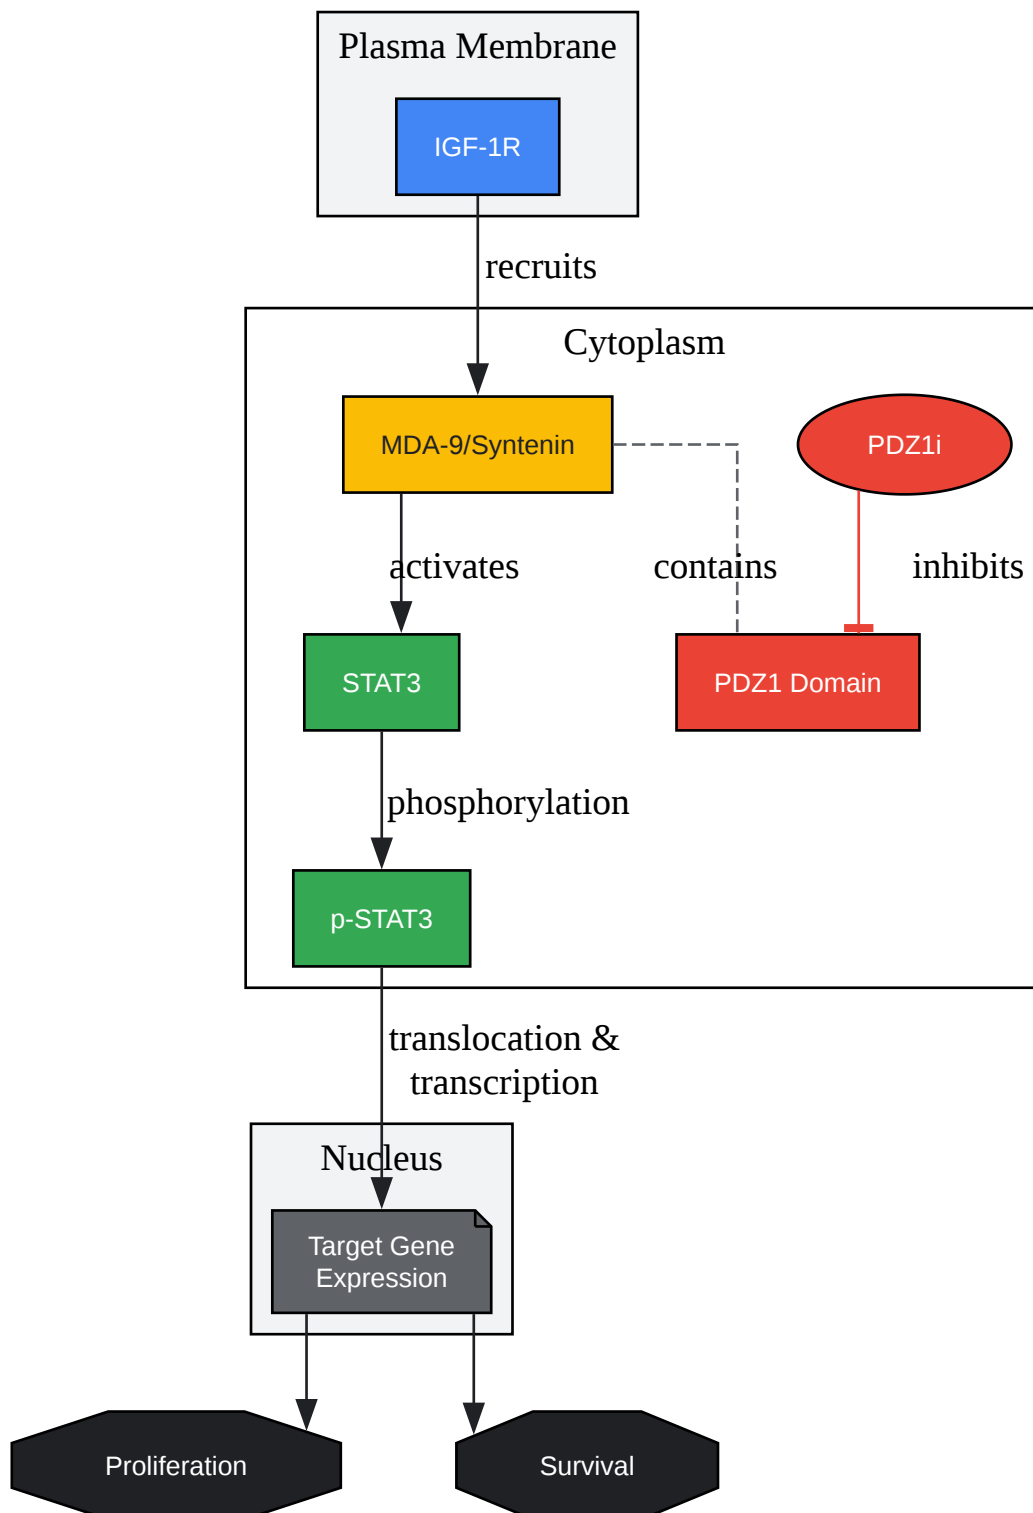 Plasma Membrane
IGF-1R
recruits
Cytoplasm
MDA-9/Syntenin
PDZ1i
activates
contains
inhibits
STAT3
PDZ1 Domain
phosphorylation
p-STAT3
translocation &
transcription
Nucleus
Target Gene
Expression
Proliferation
Survival